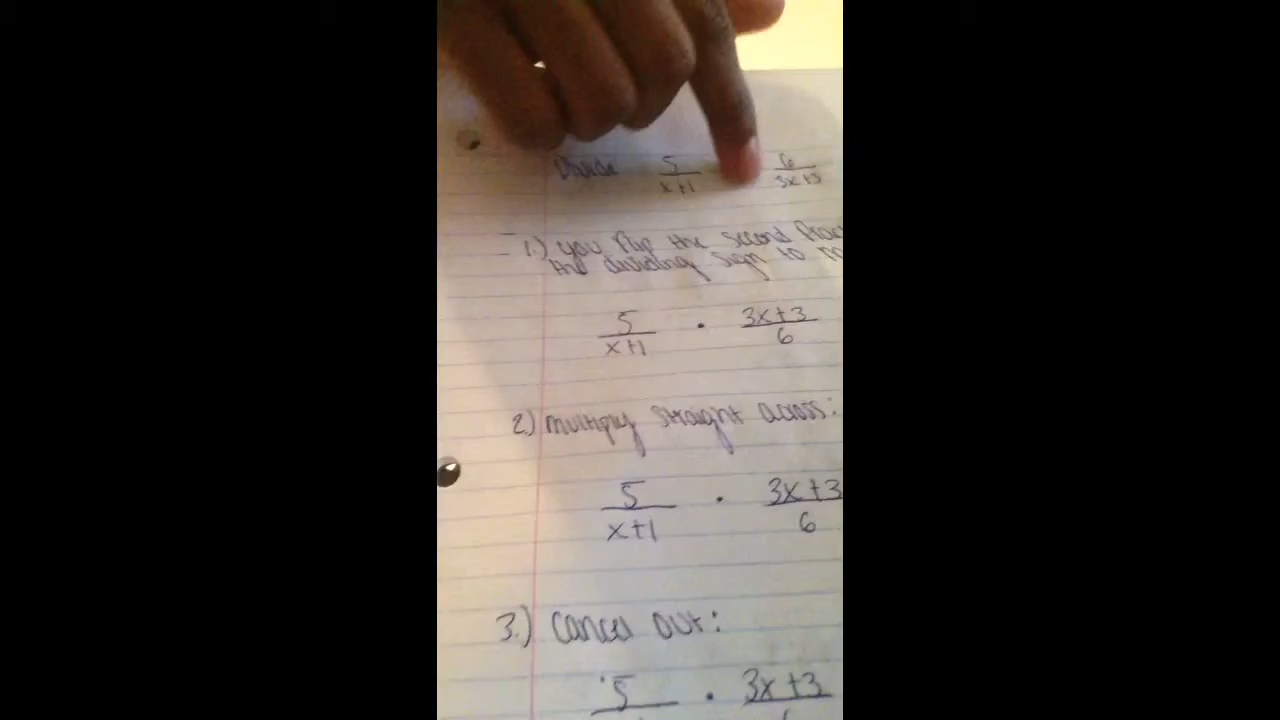 Divide 5/x+1 6/3x+3
1.) you flip the second
the dividing sign to
5/x+1 · 3x+3/6
2.) multiply straight across:
5/x+1 · 3x+3/6
3.) Cancel out:
5 · 3x+3